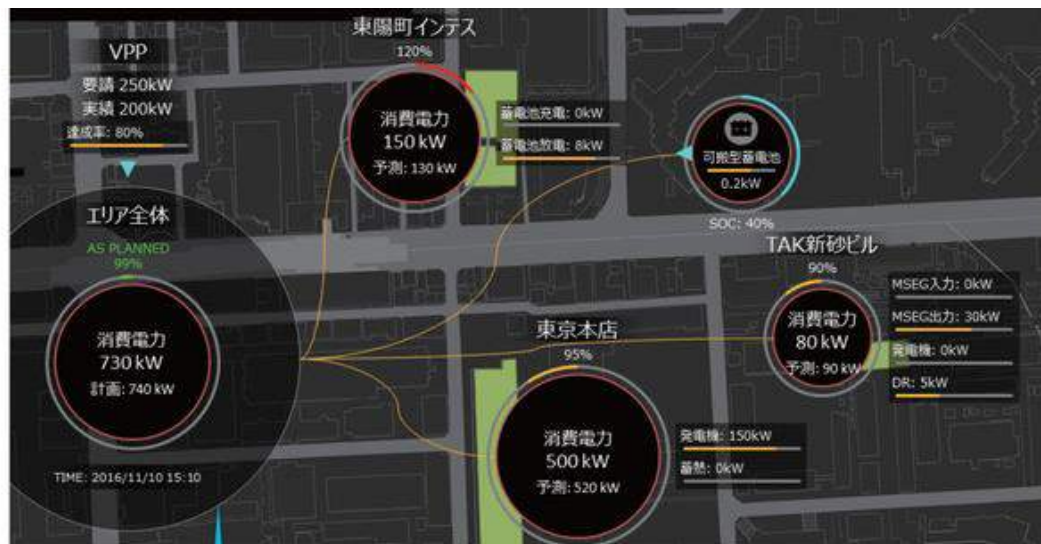 VPP
要請 250kW
実績 200kW
達成率: 80%
エリア全体
AS PLANNED
99%
消費電力
730 kW
計画: 740 kW
TIME: 2016/11/10 15:10
東陽町インテス
120%
消費電力
150 kW
予測: 130 kW
蓄電池充電: 0kW
蓄電池放電: 8kW
可搬型蓄電池
0.2kW
SOC: 40%
TAK新砂ビル
90%
消費電力
80 kW
予測: 90 kW
MSEG入力: 0kW
MSEG出力: 30kW
発電機: 0kW
DR: 5kW
東京本店
95%
消費電力
500 kW
予測: 520 kW
発電機: 150kW
蓄熱: 0kW